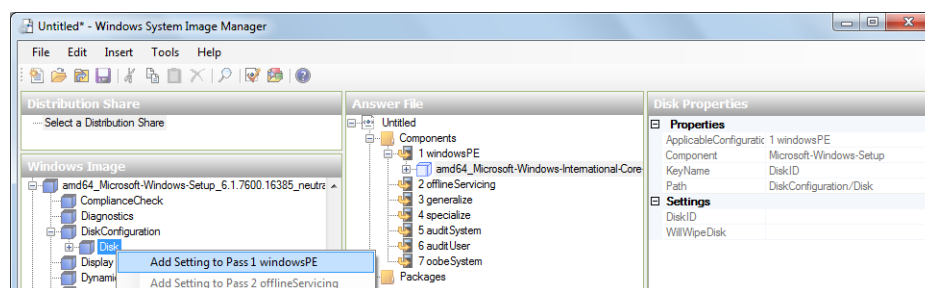 Untitled* - Windows System Image Manager
File Edit Insert Tools Help
Distribution Share
Select a Distribution Share
Windows Image
amd64_Microsoft-Windows-Setup_6.1.7600.16385_neutra
ComplianceCheck
Diagnostics
DiskConfiguration
Disk
Display
Dynami
Add Setting to Pass 1 windowsPE
Add Setting to Pass 2 offlineServicing
Answer File
Untitled
Components
1 windowsPE
amd64_Microsoft-Windows-International-Core
2 offlineServicing
3 generalize
4 specialize
5 auditSystem
6 auditUser
7 oobeSystem
Packages
Disk Properties
Properties
ApplicableConfiguratic 1 windowsPE
Component Microsoft-Windows-Setup
KeyName DiskID
Path DiskConfiguration/Disk
Settings
DiskID
WillWipeDisk